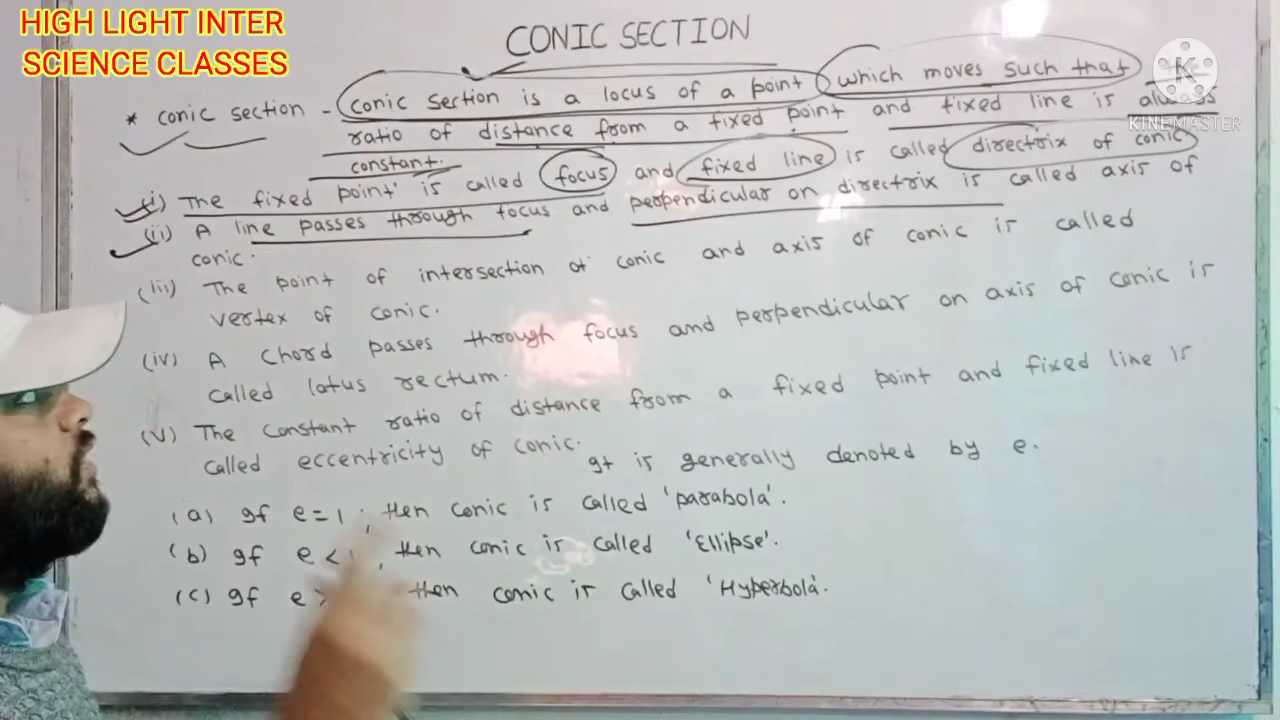 HIGH LIGHT INTER
SCIENCE CLASSES
CONIC SECTION
* conic section - conic section is a locus of a point which moves such that
ratio of distance from a fixed point and fixed line is always
constant.
(i) The fixed point is called focus and fixed line is called directrix of conic
(ii) A line passes through focus and perpendicular on directrix is called axis of
conic.
(iii) The point of intersection of conic and axis of conic is called
vertex of conic.
(iv) A chord passes through focus and perpendicular on axis of conic is
called latus rectum.
(v) The constant ratio of distance from a fixed point and fixed line is
called eccentricity of conic. It is generally denoted by e.
(a) If e = 1, then conic is called 'parabola'.
(b) If e < 1, then conic is called 'Ellipse'.
(c) If e > then conic is called 'Hyperbola'.
K
KINEMASTER